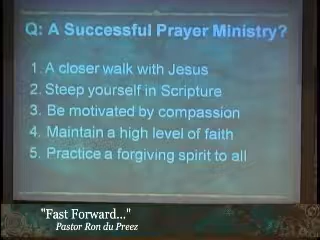 Q: A Successful Prayer Ministry?
1. A closer walk with Jesus
2. Steep yourself in Scripture
3. Be motivated by compassion
4. Maintain a high level of faith
5. Practice a forgiving spirit to all
"Fast Forward..."
Pastor Ron du Preez